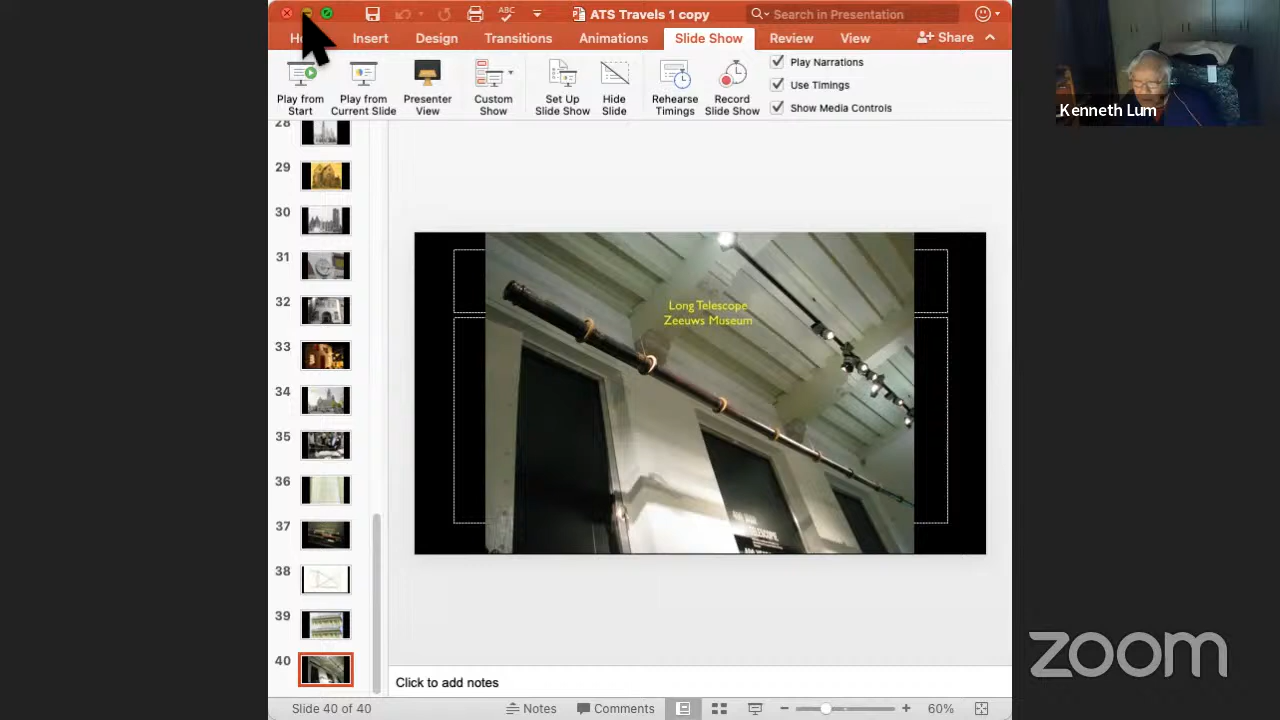 ABC
ATS Travels 1 copy
Search in Presentation
Insert
Design
Transitions
Animations
Slide Show
Review
View
Share
Play from
Start
Play from
Current Slide
Presenter
View
Custom
Show
Set Up
Slide Show
Hide
Slide
Rehearse
Timings
Record
Slide Show
Play Narrations
Use Timings
Show Media Controls
Kenneth Lum
28
29
30
31
32
33
34
35
36
37
38
39
40
Long Telescope
Zeeuws Museum
Click to add notes
Slide 40 of 40
Notes
Comments
60%
zoom